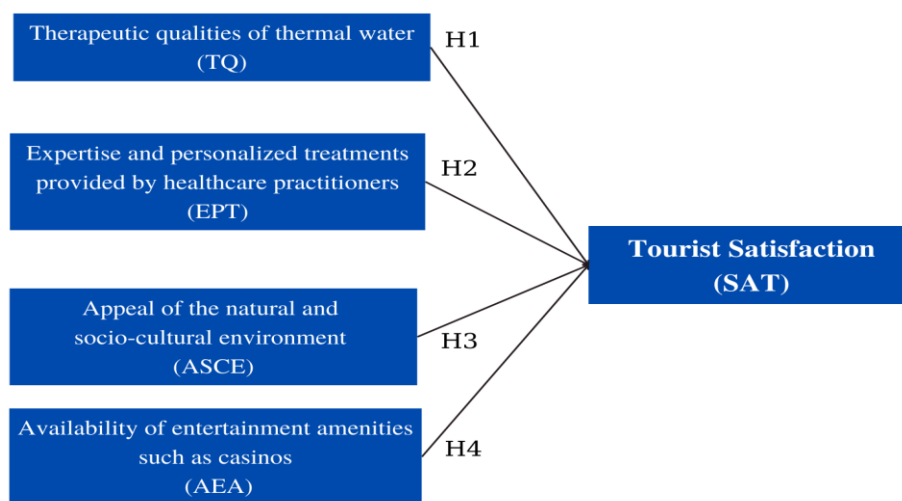 Therapeutic qualities of thermal water
(TQ)
H1
Expertise and personalized treatments
provided by healthcare practitioners
(EPT)
H2
Tourist Satisfaction
(SAT)
Appeal of the natural and
socio-cultural environment
(ASCE)
H3
Availability of entertainment amenities
such as casinos
(AEA)
H4